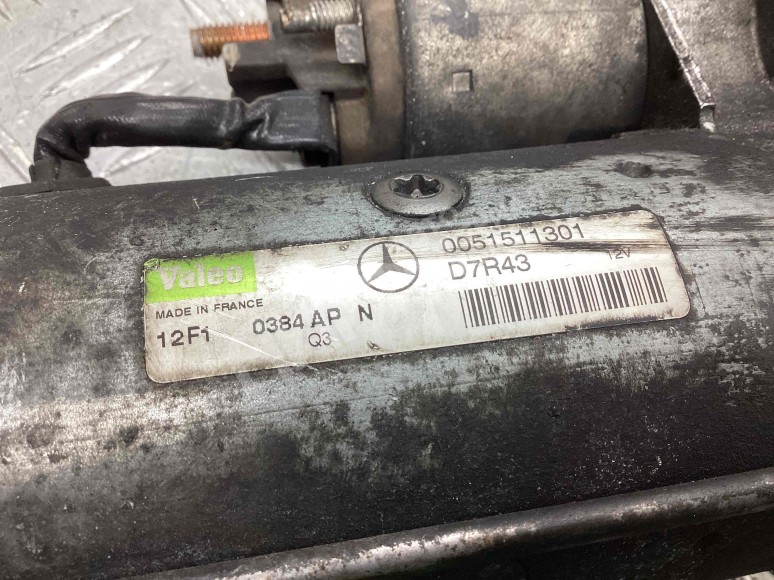 Valeo
0051511301
D7R43 12V
MADE IN FRANCE
12F1 0384 AP N
Q3